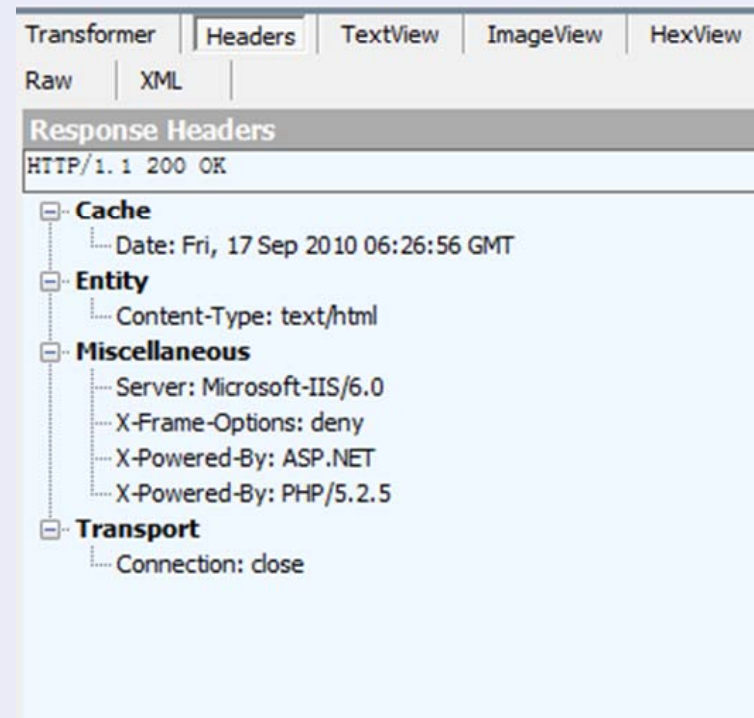 Transformer Headers TextView ImageView HexView
Raw XML
Response Headers
HTTP/1.1 200 OK
Cache
Date: Fri, 17 Sep 2010 06:26:56 GMT
Entity
Content-Type: text/html
Miscellaneous
Server: Microsoft-IIS/6.0
X-Frame-Options: deny
X-Powered-By: ASP.NET
X-Powered-By: PHP/5.2.5
Transport
Connection: close